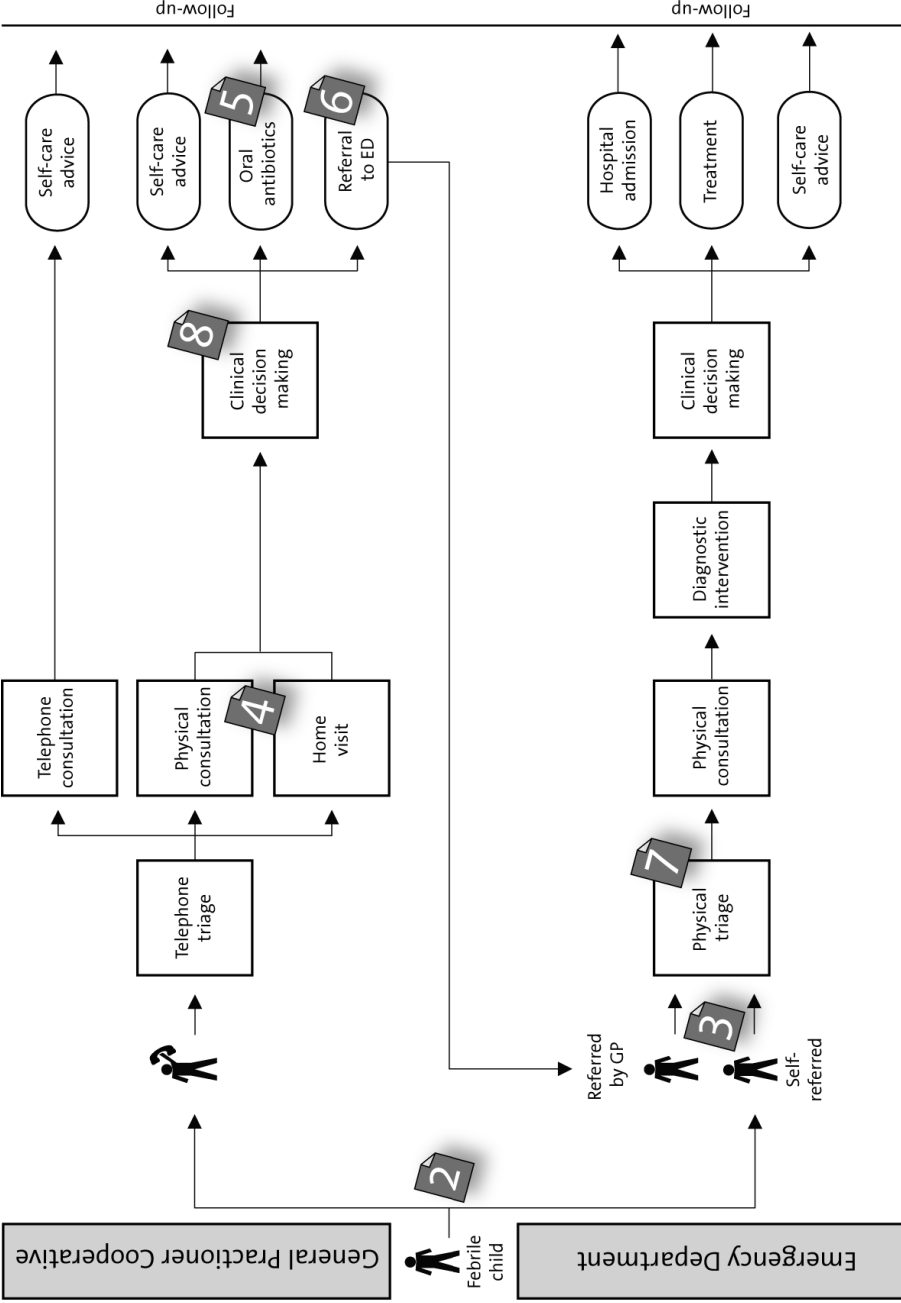 General Practioner Cooperative
Telephone
consultation
Self-care
advice
Follow-up
Telephone
triage
Physical
consultation
4
Home
visit
8
Clinical
decision
making
Self-care
advice
5
Oral
antibiotics
6
Referral
to ED
2
Febrile
child
Emergency Department
Referred
by GP
3
Self-
referred
7
Physical
triage
Physical
consultation
Diagnostic
intervention
Clinical
decision
making
Hospital
admission
Treatment
Self-care
advice
Follow-up